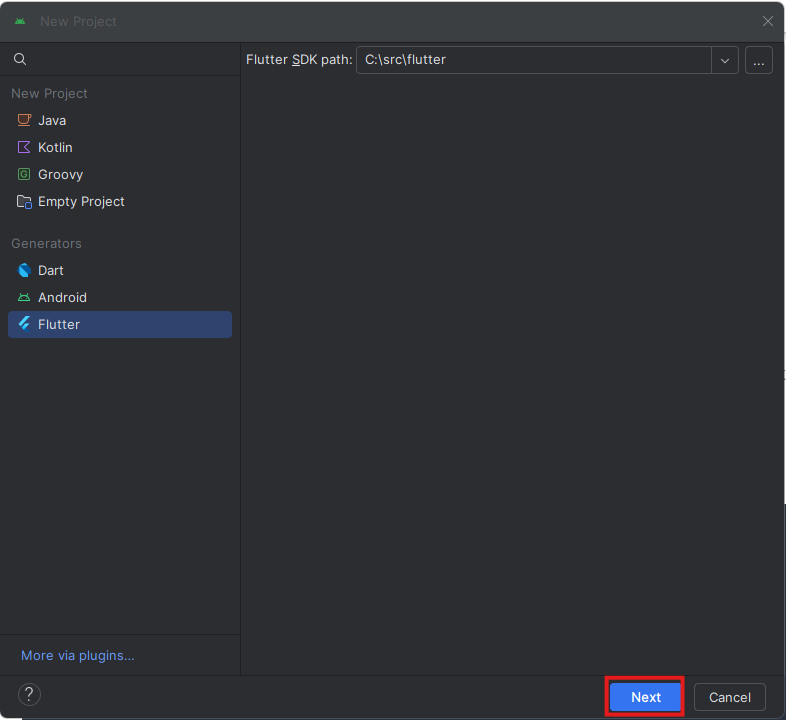 New Project
Flutter SDK path: C:\src\flutter ...
New Project
Java
Kotlin
G Groovy
Empty Project
Generators
Dart
Android
Flutter
More via plugins...
? Next Cancel